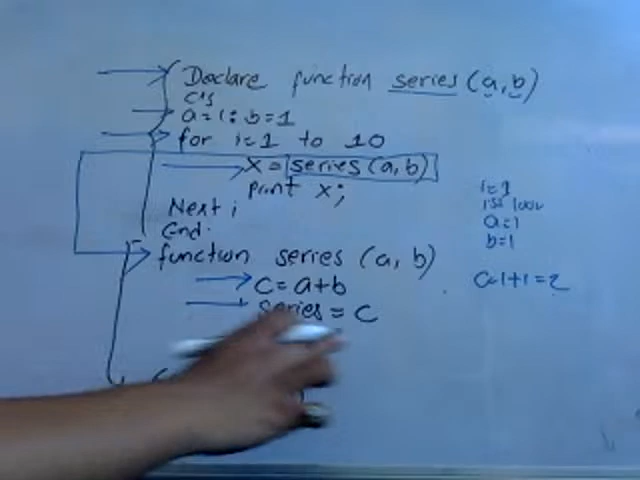 Declare function series (a,b)
Cls
a=1: b=1
for i=1 to 10
X = series (a,b)
print x;
Next i
End
function series (a, b)
C = a+b
series = C
i=1
1st loop
a=1
b=1
C=1+1=2